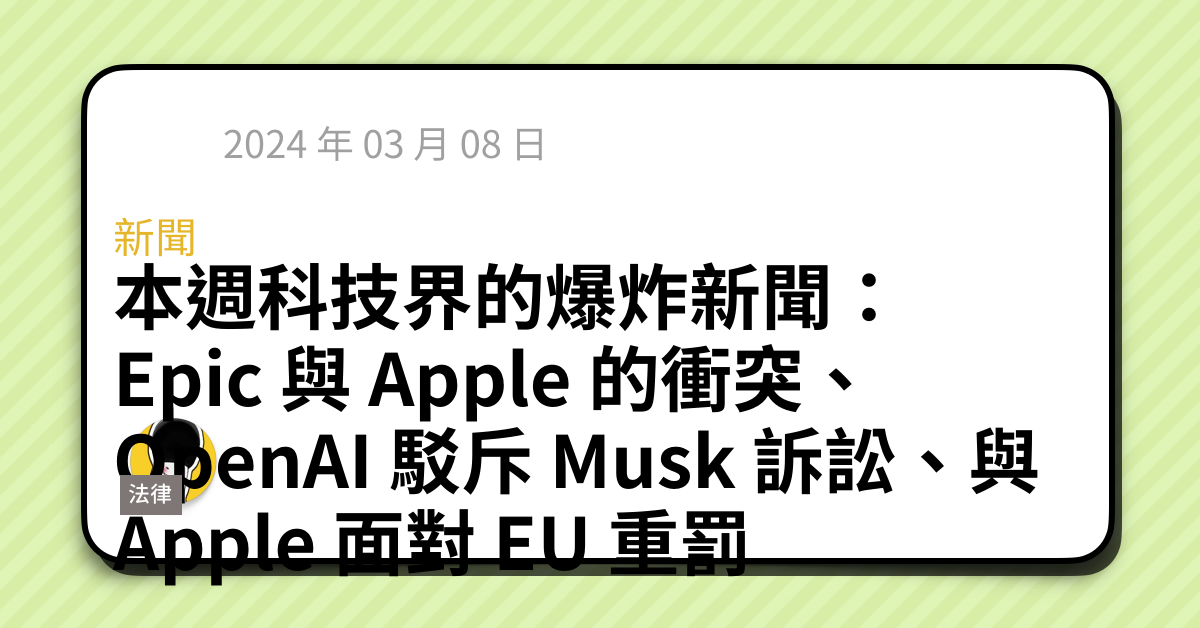 2024 年 03 月 08 日
新聞
本週科技界的爆炸新聞：
Epic 與 Apple 的衝突、
OpenAI 駁斥 Musk 訴訟、與
法律
Apple 面對 EU 重罰